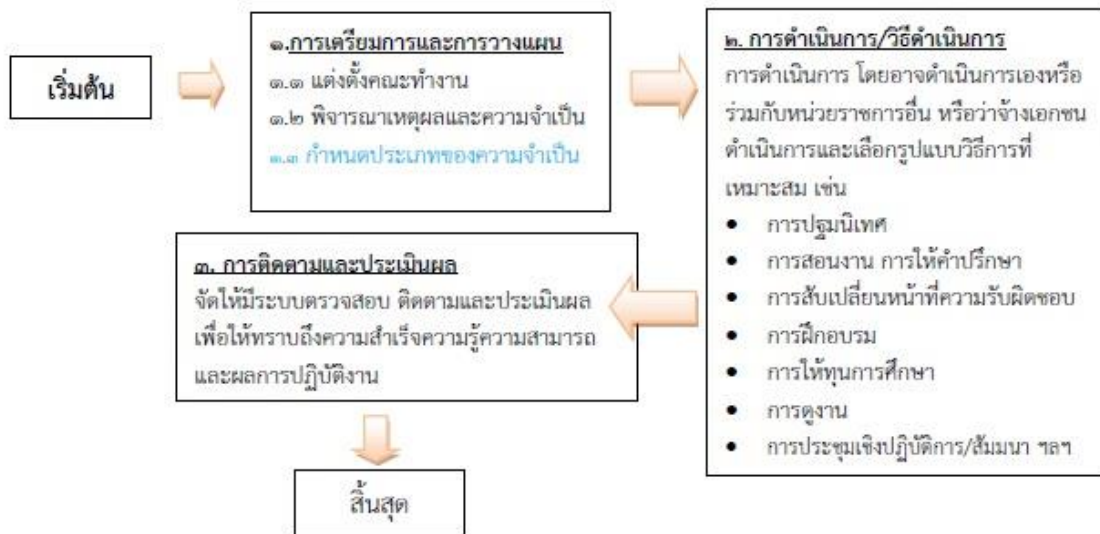 เริ่มต้น
๑.การเตรียมการและการวางแผน
๑.๑ แต่งตั้งคณะทำงาน
๑.๒ พิจารณาเหตุผลและความจำเป็น
๑.๓ กำหนดประเภทของความจำเป็น
๒. การดำเนินการ/วิธีดำเนินการ
การดำเนินการ โดยอาจดำเนินการเองหรือ
ร่วมกับหน่วยราชการอื่น หรือว่าจ้างเอกชน
ดำเนินการและเลือกรูปแบบวิธีการที่
เหมาะสม เช่น
• การปฐมนิเทศ
• การสอนงาน การให้คำปรึกษา
• การสับเปลี่ยนหน้าที่ความรับผิดชอบ
• การฝึกอบรม
• การให้ทุนการศึกษา
• การดูงาน
• การประชุมเชิงปฏิบัติการ/สัมมนา ฯลฯ
๓. การติดตามและประเมินผล
จัดให้มีระบบตรวจสอบ ติดตามและประเมินผล
เพื่อให้ทราบถึงความสำเร็จความรู้ความสามารถ
และผลการปฏิบัติงาน
สิ้นสุด